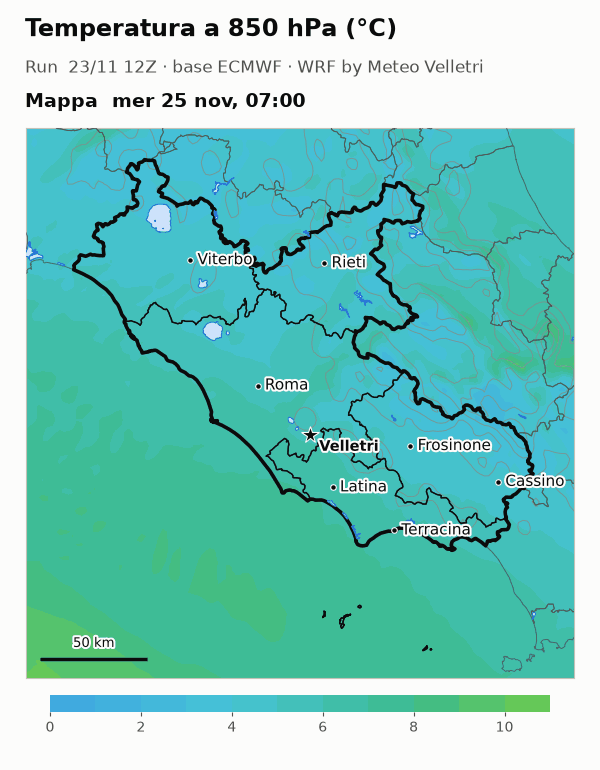 Temperatura a 850 hPa (°C)
Run  23/11 12Z · base ECMWF · WRF by Meteo Velletri
Mappa  mer 25 nov, 07:00
Viterbo
Rieti
Roma
Velletri
Frosinone
Latina
Cassino
Terracina
50 km
0 2 4 6 8 10